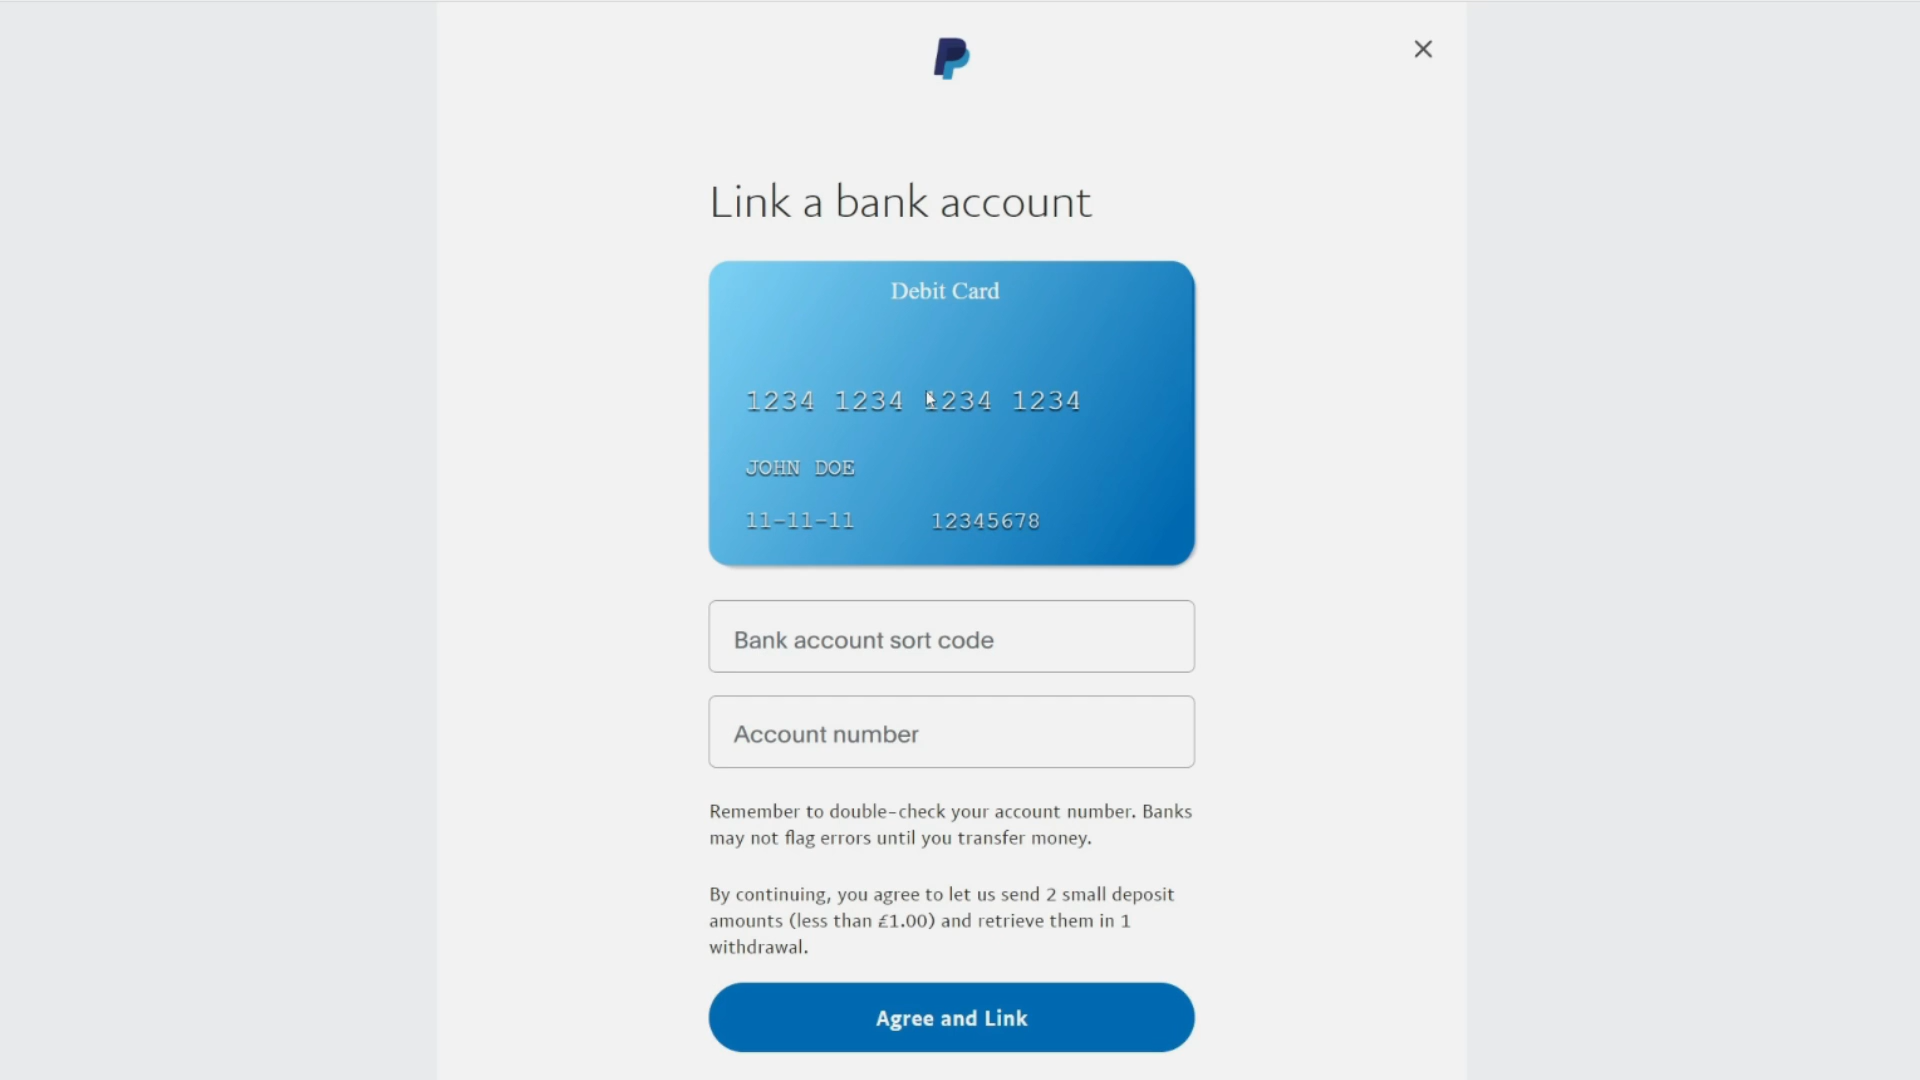 Link a bank account
Debit Card
1234 1234 1234 1234
JOHN DOE
11-11-11 12345678
Bank account sort code
Account number
Remember to double-check your account number. Banks
may not flag errors until you transfer money.
By continuing, you agree to let us send 2 small deposit
amounts (less than £1.00) and retrieve them in 1
withdrawal.
Agree and Link